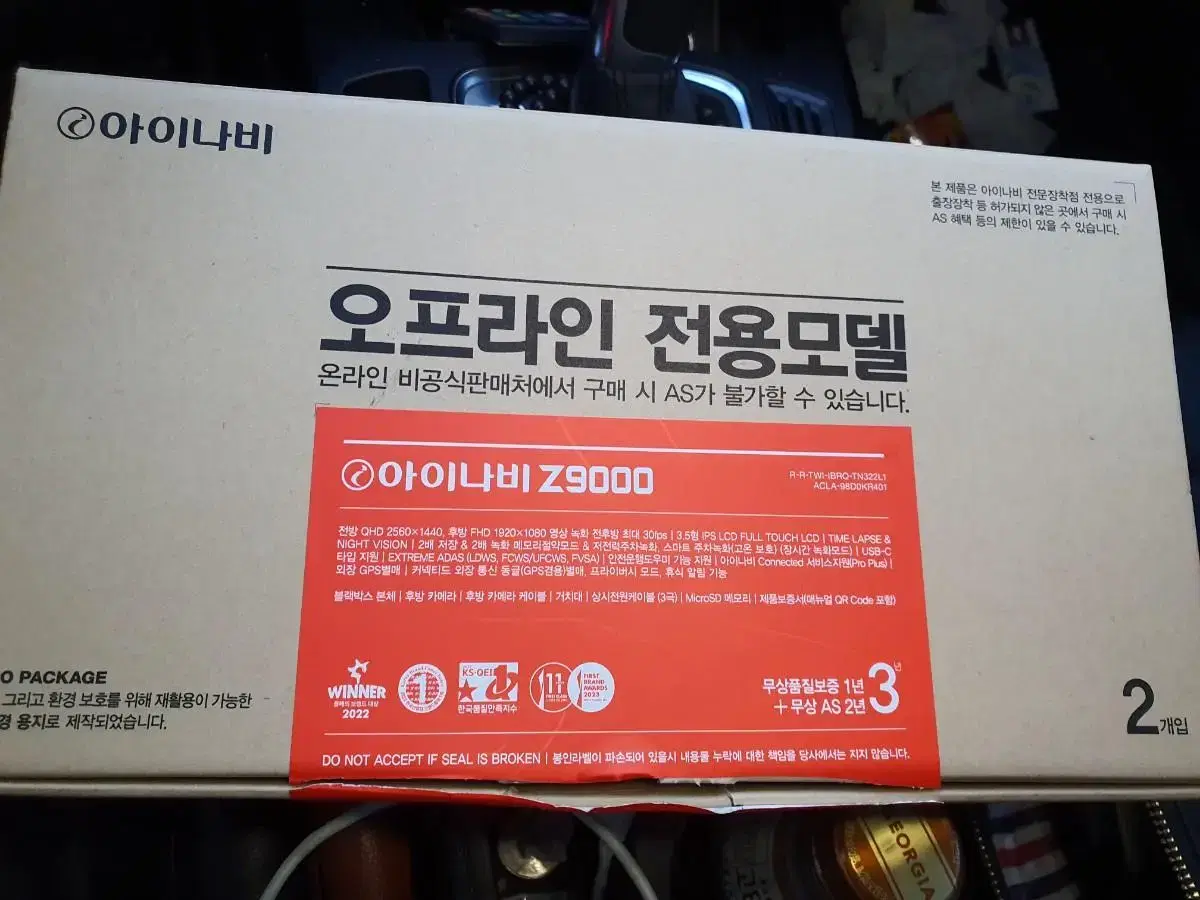 아이나비
본 제품은 아이나비 전문장착점 전용으로
출장장착 등 허가되지 않은 곳에서 구매 시
AS 혜택 등의 제한이 있을 수 있습니다.
오프라인 전용모델
온라인 비공식판매처에서 구매 시 AS가 불가할 수 있습니다.
아이나비 Z9000
R-R-TWI-IBRQ-TN322L1
ACLA-98D0KR401
전방 QHD 2560×1440, 후방 FHD 1920×1080 영상 녹화 전후방 최대 30fps | 3.5형 IPS LCD FULL TOUCH LCD | TIME LAPSE &
NIGHT VISION | 2배 저장 & 2배 녹화 메모리절약모드 & 저전력주차녹화, 스마트 주차녹화(고온 보호) (장시간 녹화모드) | USB-C
타입 지원 | EXTREME ADAS (LDWS, FCWS/UFCWS, FVSA) | 안전운행도우미 기능 지원 | 아이나비 Connected 서비스지원(Pro Plus) |
외장 GPS별매 | 커넥티드 외장 통신 동글(GPS겸용)별매, 프라이버시 모드, 휴식 알림 기능
블랙박스 본체 | 후방 카메라 | 후방 카메라 케이블 | 거치대 | 상시전원케이블 (3극) | MicroSD 메모리 | 제품보증서(매뉴얼 QR Code 포함)
WINNER
올해의 브랜드 대상
2022
KS-QEI
한국품질만족지수
11
FIRST
BRAND
AWARDS
2023
무상품질보증 1년
+무상 AS 2년
3년
O PACKAGE
그리고 환경 보호를 위해 재활용이 가능한
경 용지로 제작되었습니다.
2개입
DO NOT ACCEPT IF SEAL IS BROKEN | 봉인라벨이 파손되어 있을시 내용물 누락에 대한 책임을 당사에서는 지지 않습니다.
EORGIA